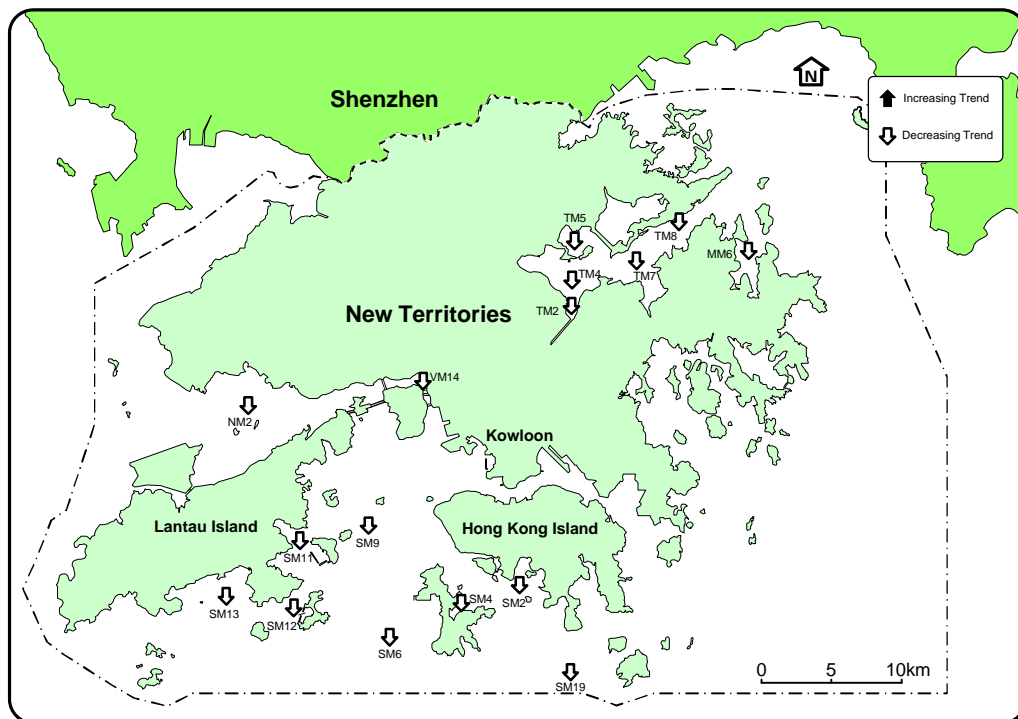 N
Shenzhen
Increasing Trend
Decreasing Trend
TM5
TM8
MM6
TM4
TM7
TM2
New Territories
VM14
NM2
Kowloon
Lantau Island
Hong Kong Island
SM9
SM11
SM13
SM12
SM4
SM2
SM6
SM19
0 5 10km